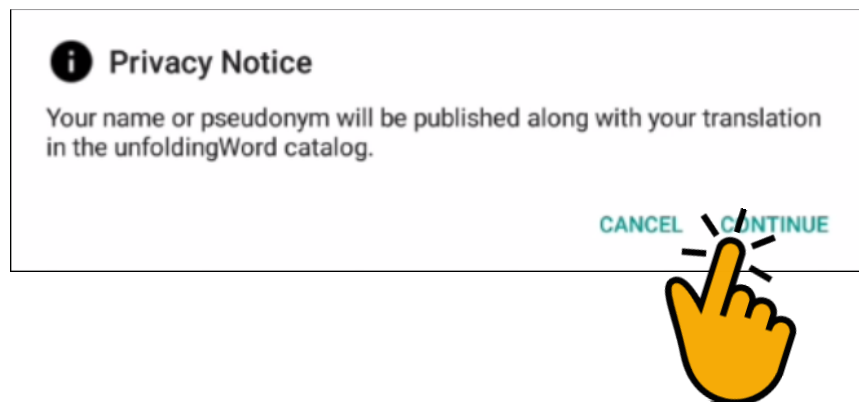 Privacy Notice
Your name or pseudonym will be published along with your translation
in the unfoldingWord catalog.
CANCEL CONTINUE